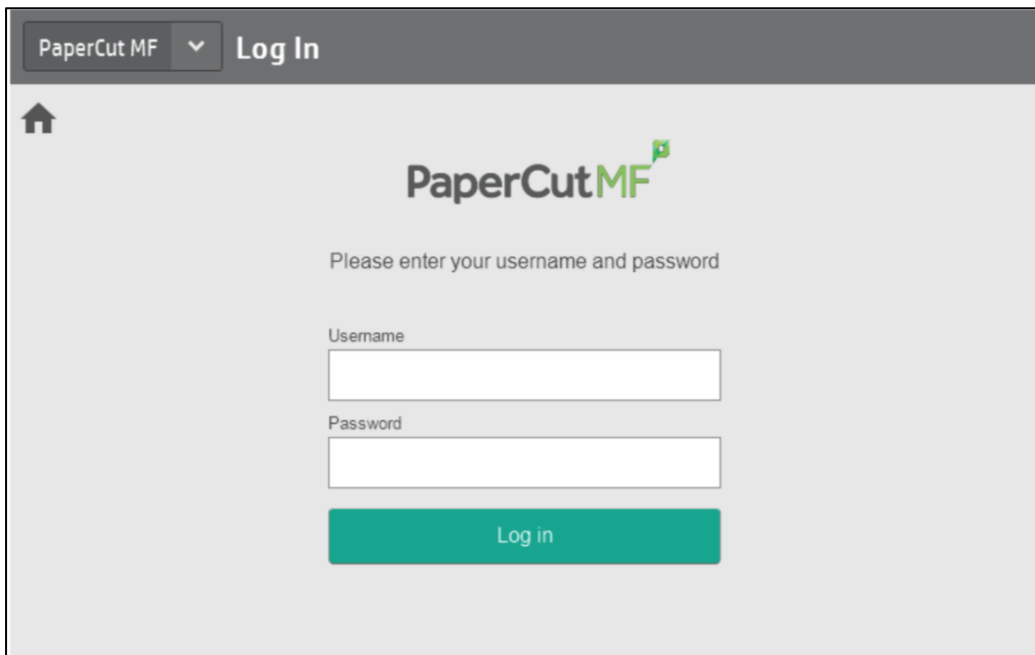 PaperCut MF Log In
PaperCutMF
Please enter your username and password
Username
Password
Log in